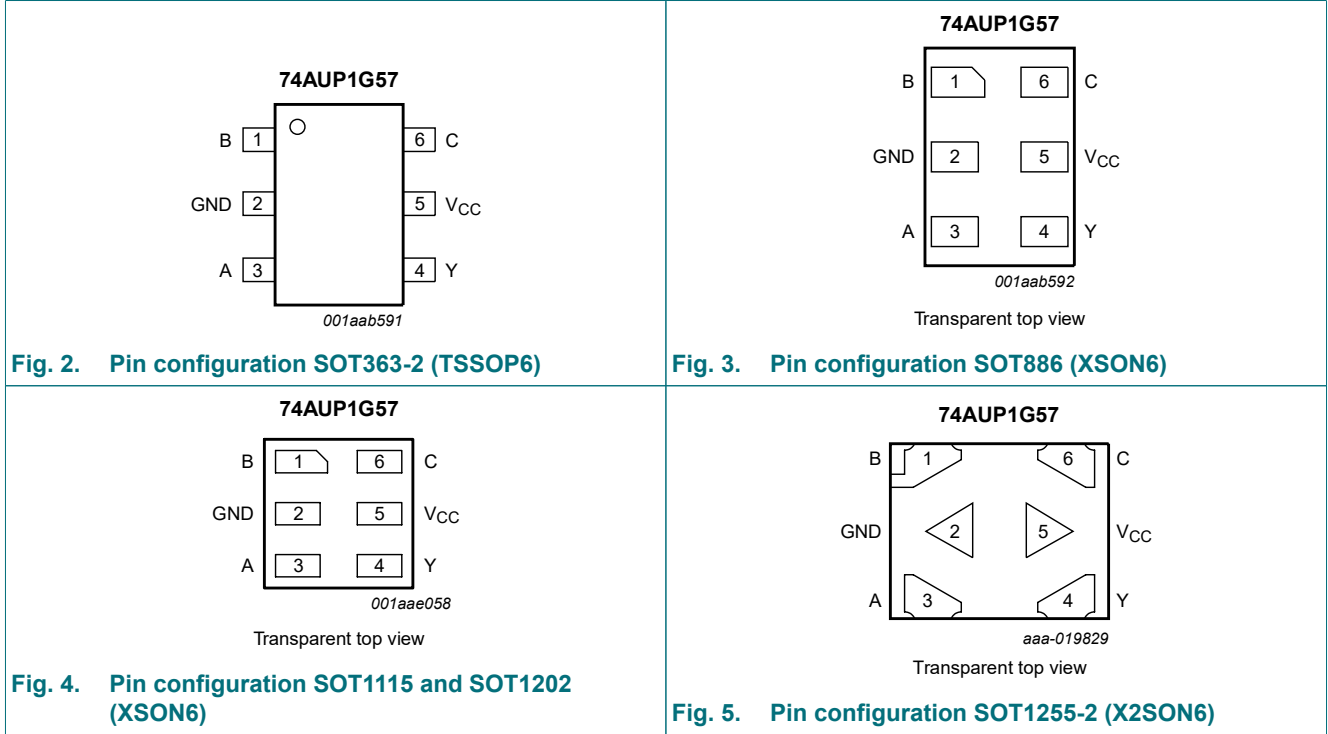 74AUP1G57
B 1 6 C
GND 2 5 VCC
A 3 4 Y
001aab591
Fig. 2. Pin configuration SOT363-2 (TSSOP6)
74AUP1G57
B 1 6 C
GND 2 5 VCC
A 3 4 Y
001aab592
Transparent top view
Fig. 3. Pin configuration SOT886 (XSON6)
74AUP1G57
B 1 6 C
GND 2 5 VCC
A 3 4 Y
001aae058
Transparent top view
Fig. 4. Pin configuration SOT1115 and SOT1202
(XSON6)
74AUP1G57
B 1 6 C
GND 2 5 VCC
A 3 4 Y
aaa-019829
Transparent top view
Fig. 5. Pin configuration SOT1255-2 (X2SON6)